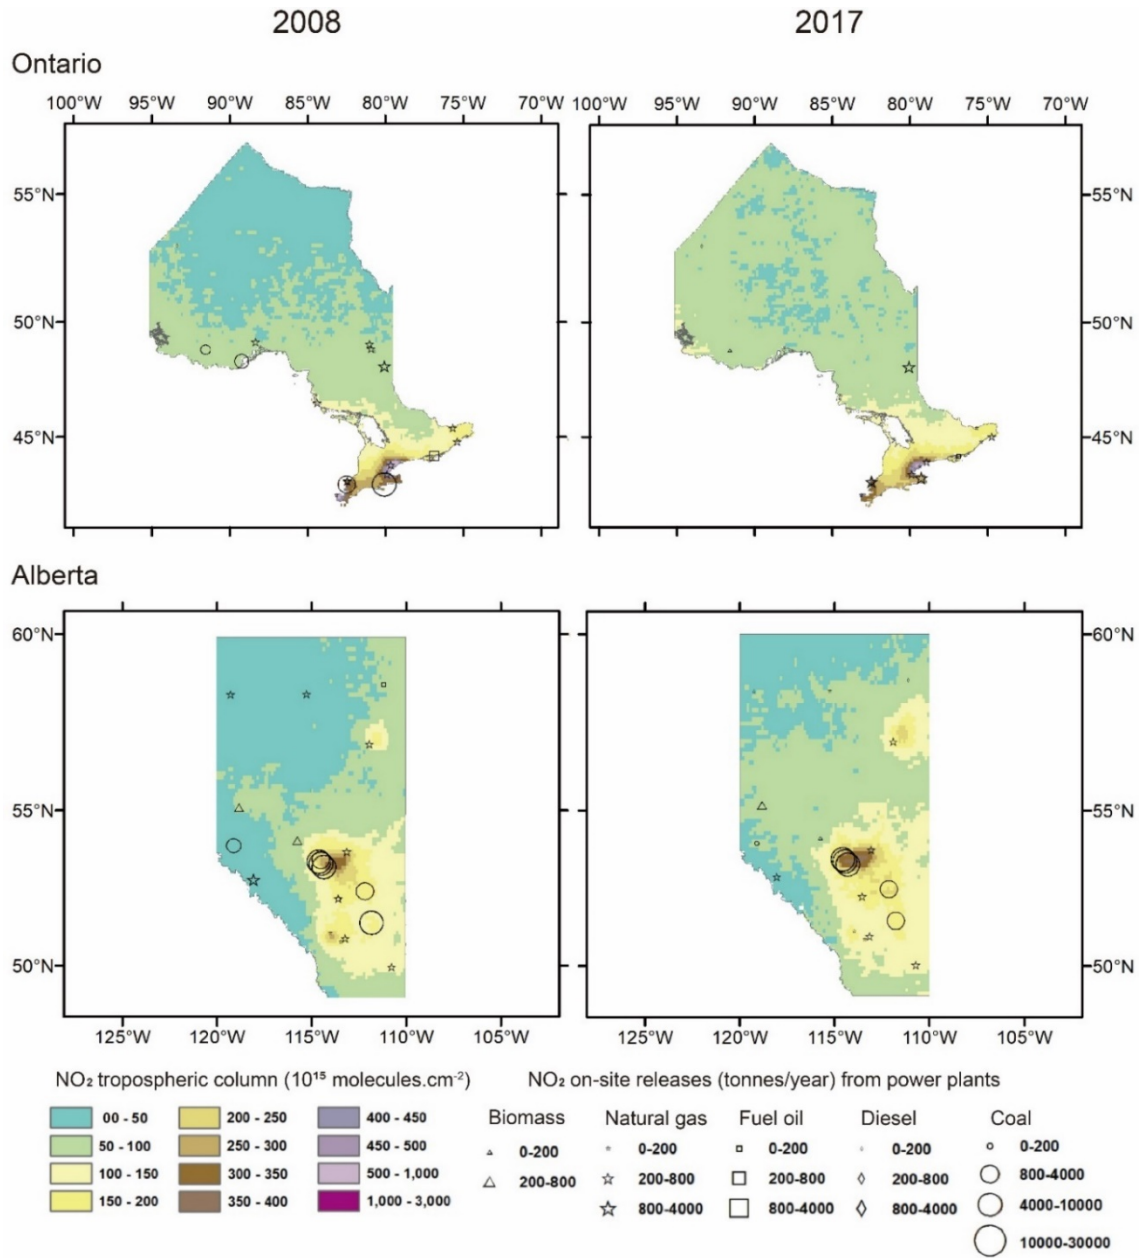 2008 2017
Ontario
100°W 95°W 90°W 85°W 80°W 75°W 70°W 100°W 95°W 90°W 85°W 80°W 75°W 70°W
55°N 55°N
50°N 50°N
45°N 45°N
Alberta
60°N 60°N
55°N 55°N
50°N 50°N
125°W 120°W 115°W 110°W 105°W 125°W 120°W 115°W 110°W 105°W
NO₂ tropospheric column (10¹⁵ molecules.cm⁻²) NO₂ on-site releases (tonnes/year) from power plants
00 - 50 200 - 250 400 - 450
50 - 100 250 - 300 450 - 500
100 - 150 300 - 350 500 - 1,000
150 - 200 350 - 400 1,000 - 3,000
Biomass Natural gas Fuel oil Diesel Coal
0-200 0-200 0-200 0-200 0-200
200-800 200-800 200-800 200-800 800-4000
800-4000 800-4000 800-4000 4000-10000
10000-30000